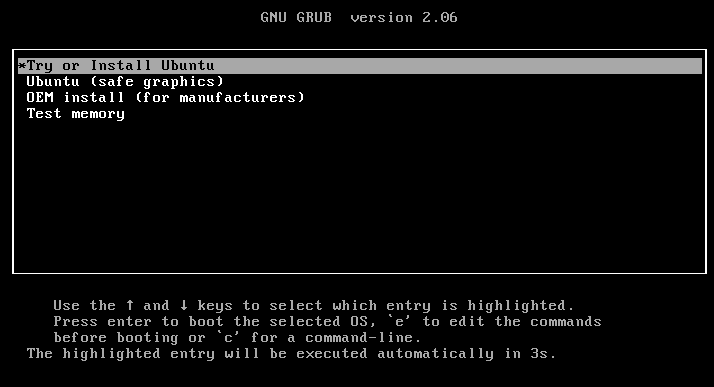 GNU GRUB  version 2.06
*Try or Install Ubuntu
Ubuntu (safe graphics)
OEM install (for manufacturers)
Test memory
Use the ↑ and ↓ keys to select which entry is highlighted.
Press enter to boot the selected OS, `e' to edit the commands
before booting or `c' for a command-line.
The highlighted entry will be executed automatically in 3s.